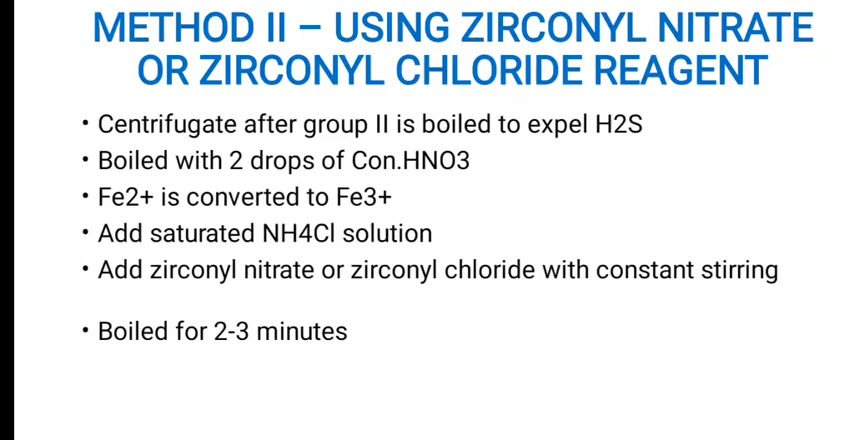 METHOD II – USING ZIRCONYL NITRATE
OR ZIRCONYL CHLORIDE REAGENT
• Centrifugate after group II is boiled to expel H2S
• Boiled with 2 drops of Con.HNO3
• Fe2+ is converted to Fe3+
• Add saturated NH4Cl solution
• Add zirconyl nitrate or zirconyl chloride with constant stirring
• Boiled for 2-3 minutes